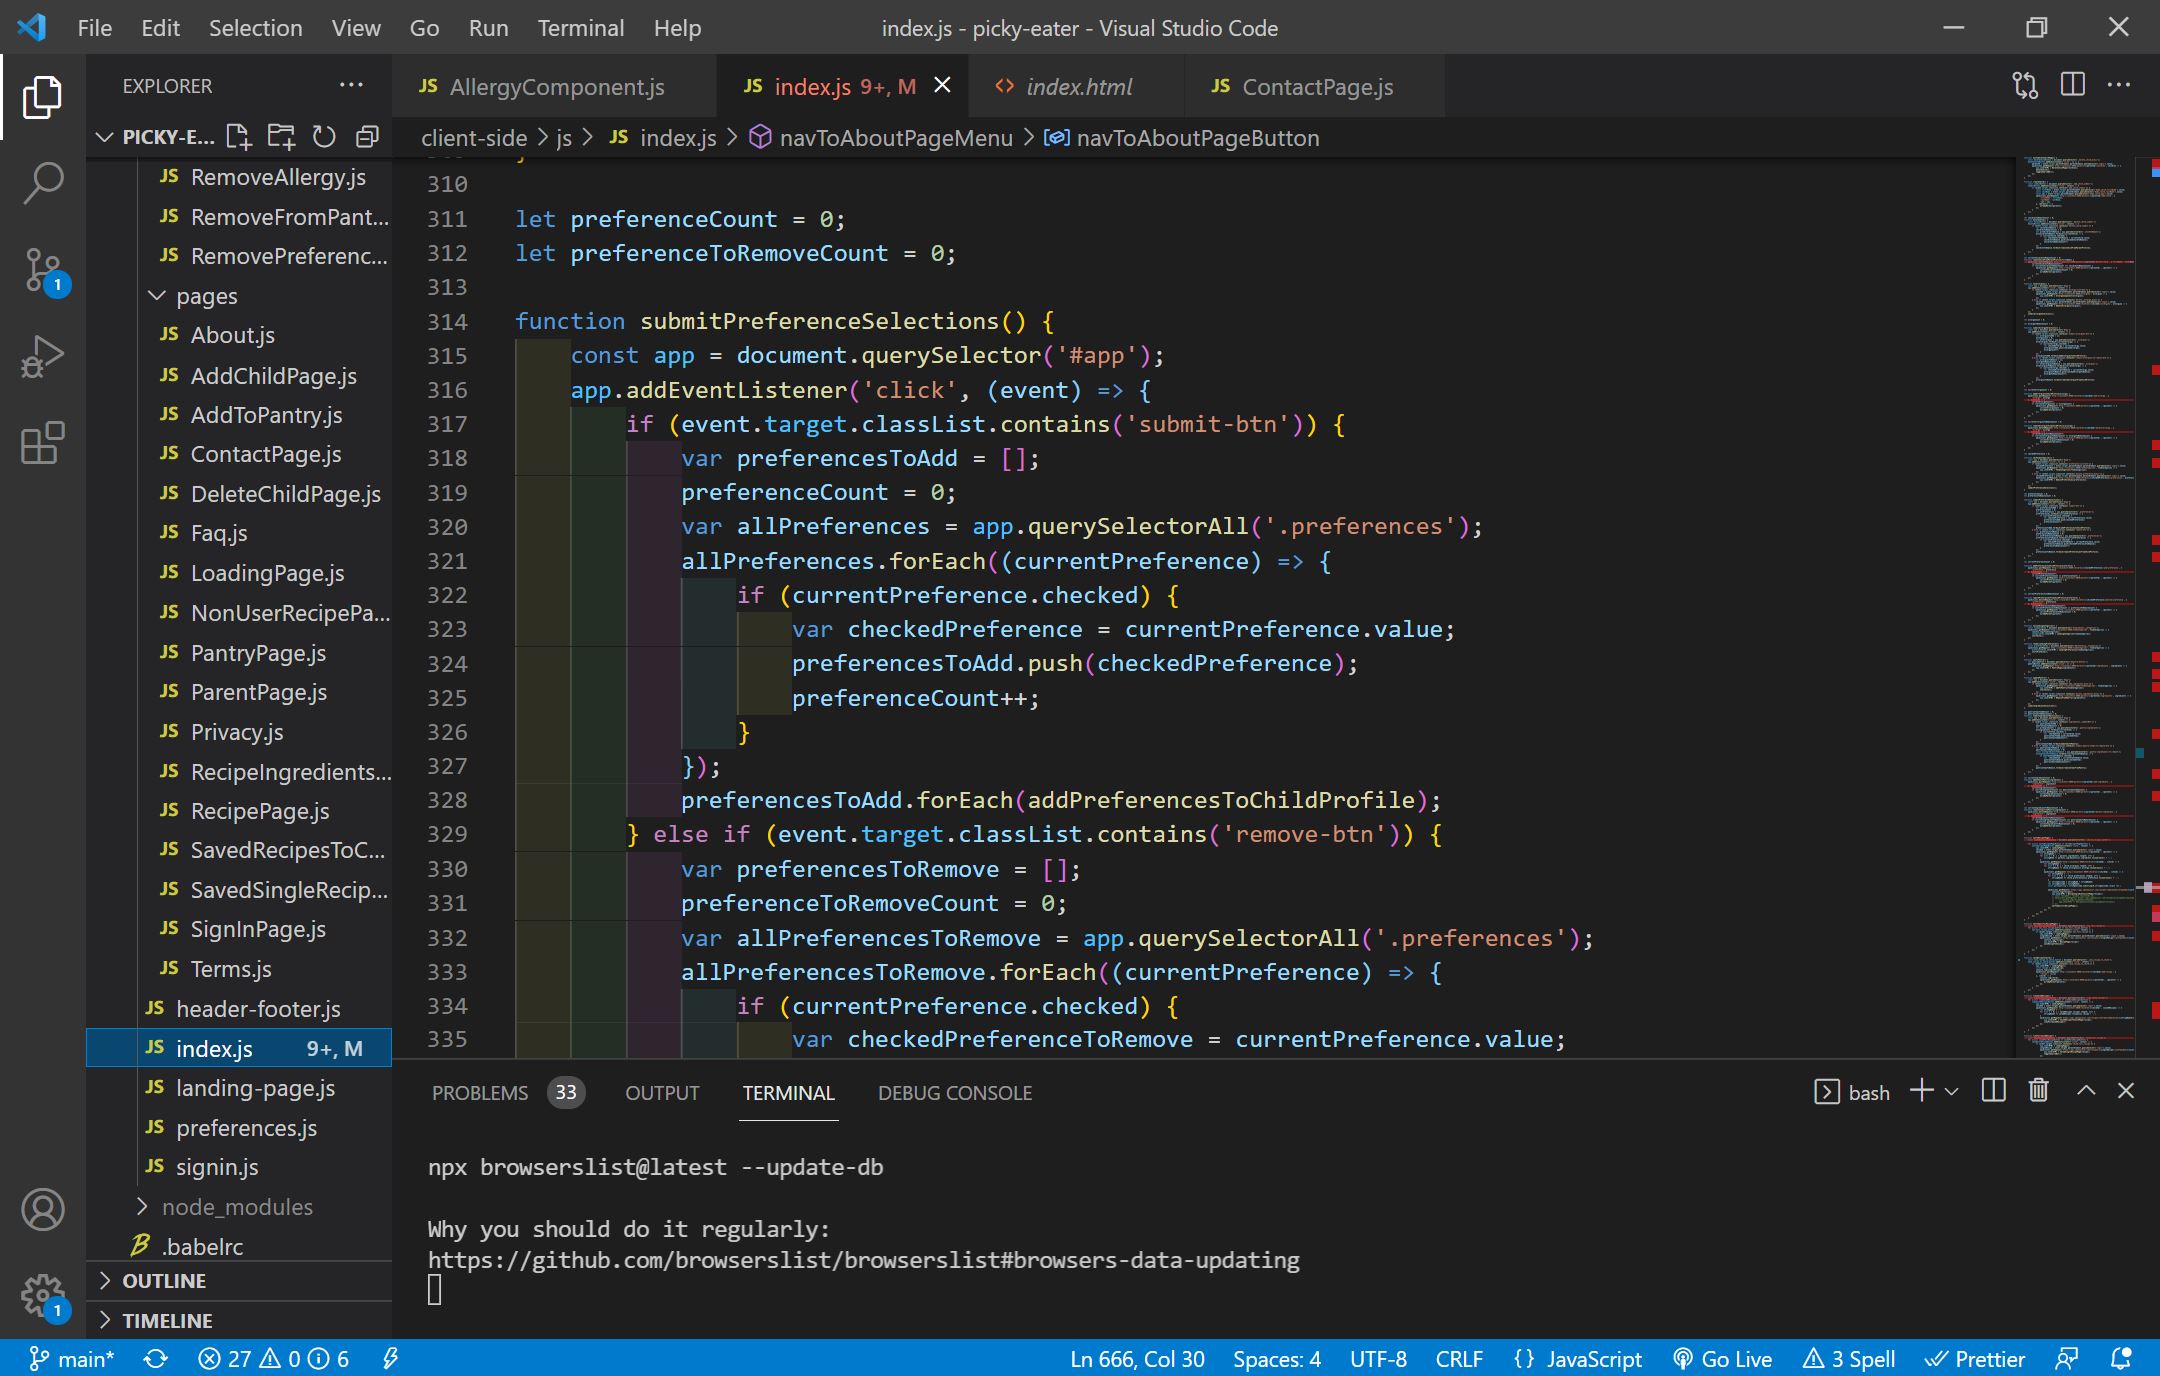 File Edit Selection View Go Run Terminal Help
index.js - picky-eater - Visual Studio Code
EXPLORER
PICKY-E...
JS RemoveAllergy.js
JS RemoveFromPant...
JS RemovePreferenc...
pages
JS About.js
JS AddChildPage.js
JS AddToPantry.js
JS ContactPage.js
JS DeleteChildPage.js
JS Faq.js
JS LoadingPage.js
JS NonUserRecipePa...
JS PantryPage.js
JS ParentPage.js
JS Privacy.js
JS RecipeIngredients...
JS RecipePage.js
JS SavedRecipesToC...
JS SavedSingleRecip...
JS SignInPage.js
JS Terms.js
JS header-footer.js
JS index.js 9+, M
JS landing-page.js
JS preferences.js
JS signin.js
node_modules
.babelrc
OUTLINE
TIMELINE
1
1
JS AllergyComponent.js
JS index.js 9+, M
index.html
JS ContactPage.js
client-side > js > JS index.js > navToAboutPageMenu > navToAboutPageButton
310
311 let preferenceCount = 0;
312 let preferenceToRemoveCount = 0;
313
314 function submitPreferenceSelections() {
315 const app = document.querySelector('#app');
316 app.addEventListener('click', (event) => {
317 if (event.target.classList.contains('submit-btn')) {
318 var preferencesToAdd = [];
319 preferenceCount = 0;
320 var allPreferences = app.querySelectorAll('.preferences');
321 allPreferences.forEach((currentPreference) => {
322 if (currentPreference.checked) {
323 var checkedPreference = currentPreference.value;
324 preferencesToAdd.push(checkedPreference);
325 preferenceCount++;
326 }
327 });
328 preferencesToAdd.forEach(addPreferencesToChildProfile);
329 } else if (event.target.classList.contains('remove-btn')) {
330 var preferencesToRemove = [];
331 preferenceToRemoveCount = 0;
332 var allPreferencesToRemove = app.querySelectorAll('.preferences');
333 allPreferencesToRemove.forEach((currentPreference) => {
334 if (currentPreference.checked) {
335 var checkedPreferenceToRemove = currentPreference.value;
PROBLEMS 33 OUTPUT TERMINAL DEBUG CONSOLE
bash
npx browserslist@latest --update-db
Why you should do it regularly:
https://github.com/browserslist/browserslist#browsers-data-updating
main* 27 0 6
Ln 666, Col 30 Spaces: 4 UTF-8 CRLF {} JavaScript Go Live 3 Spell Prettier